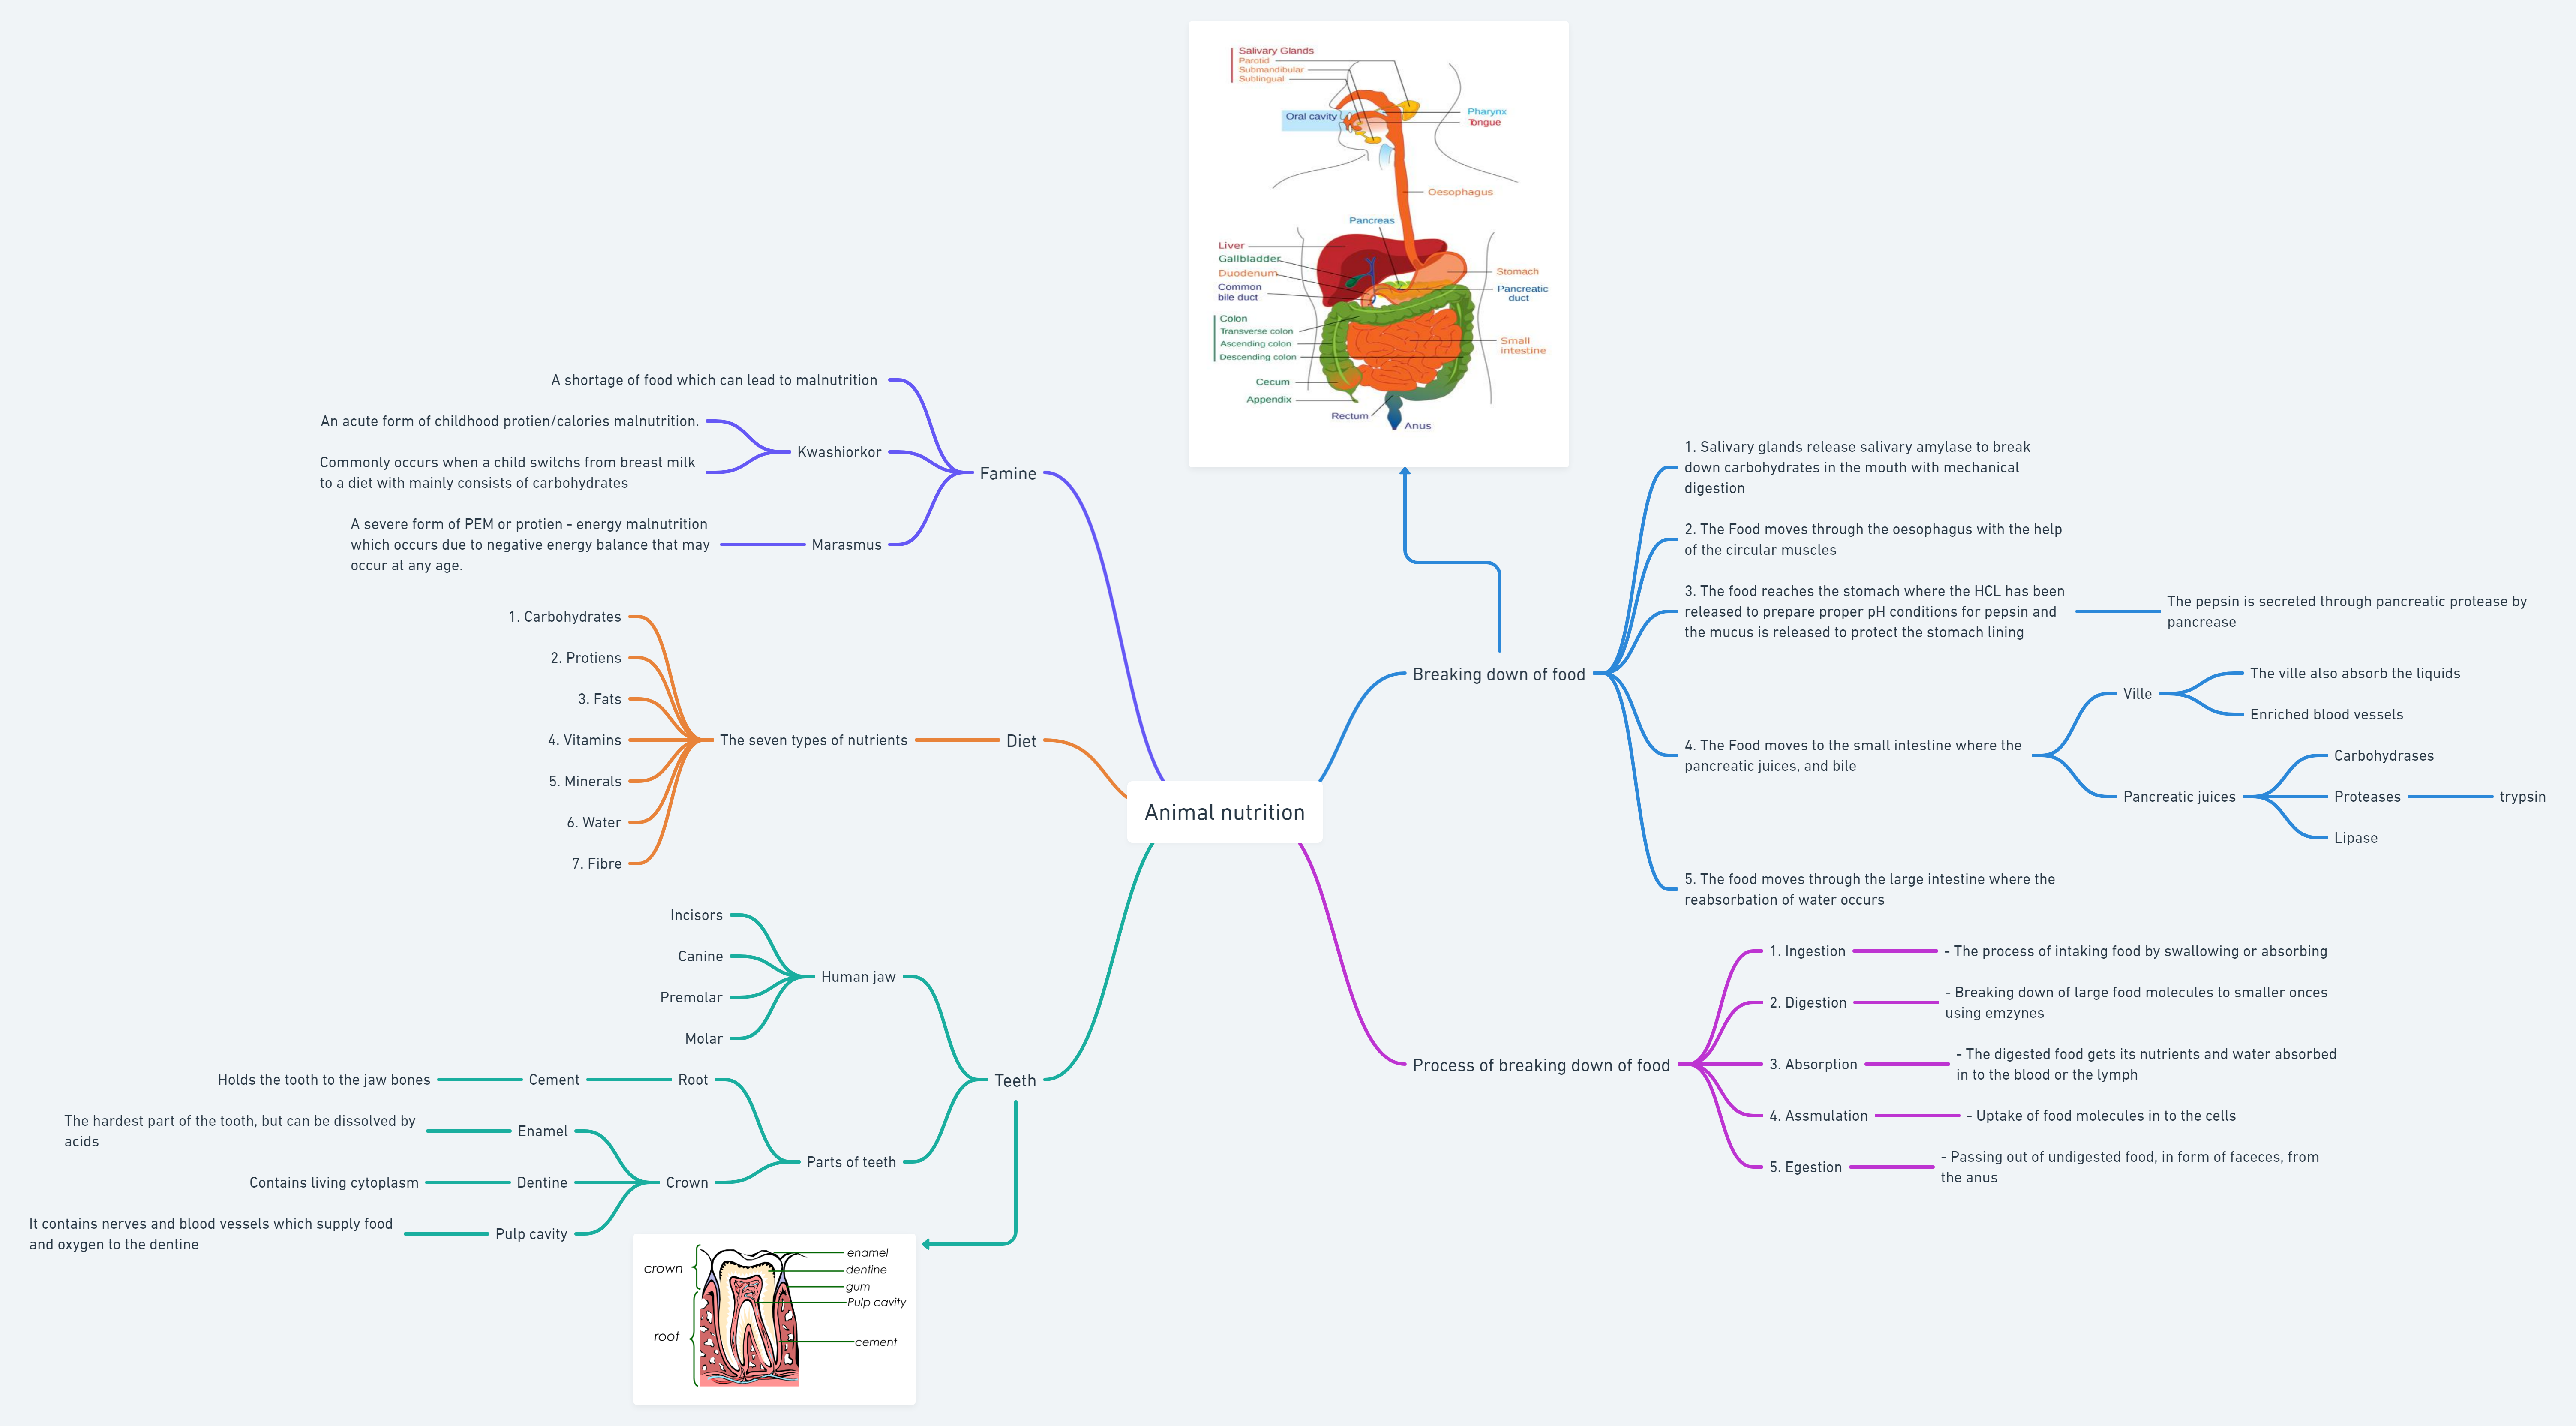 Salivary Glands
Parotid
Submandibular
Sublingual
Oral cavity
Pharynx
Tongue
Oesophagus
Pancreas
Liver
Gallbladder
Duodenum
Common
bile duct
Stomach
Pancreatic
duct
Colon
Transverse colon
Ascending colon
Descending colon
Small
intestine
Cecum
Appendix
Rectum
Anus
Animal nutrition
Famine
A shortage of food which can lead to malnutrition
Kwashiorkor
An acute form of childhood protien/calories malnutrition.
Commonly occurs when a child switchs from breast milk
to a diet with mainly consists of carbohydrates
Marasmus
A severe form of PEM or protien - energy malnutrition
which occurs due to negative energy balance that may
occur at any age.
Diet
The seven types of nutrients
1. Carbohydrates
2. Protiens
3. Fats
4. Vitamins
5. Minerals
6. Water
7. Fibre
Teeth
Human jaw
Incisors
Canine
Premolar
Molar
Parts of teeth
Root
Cement
Holds the tooth to the jaw bones
Crown
Enamel
The hardest part of the tooth, but can be dissolved by
acids
Dentine
Contains living cytoplasm
Pulp cavity
It contains nerves and blood vessels which supply food
and oxygen to the dentine
crown
root
enamel
dentine
gum
Pulp cavity
cement
Breaking down of food
1. Salivary glands release salivary amylase to break
down carbohydrates in the mouth with mechanical
digestion
2. The Food moves through the oesophagus with the help
of the circular muscles
3. The food reaches the stomach where the HCL has been
released to prepare proper pH conditions for pepsin and
the mucus is released to protect the stomach lining
The pepsin is secreted through pancreatic protease by
pancrease
4. The Food moves to the small intestine where the
pancreatic juices, and bile
Ville
The ville also absorb the liquids
Enriched blood vessels
Pancreatic juices
Carbohydrases
Proteases
trypsin
Lipase
5. The food moves through the large intestine where the
reabsorbation of water occurs
Process of breaking down of food
1. Ingestion
- The process of intaking food by swallowing or absorbing
2. Digestion
- Breaking down of large food molecules to smaller onces
using emzynes
3. Absorption
- The digested food gets its nutrients and water absorbed
in to the blood or the lymph
4. Assmulation
- Uptake of food molecules in to the cells
5. Egestion
- Passing out of undigested food, in form of faceces, from
the anus